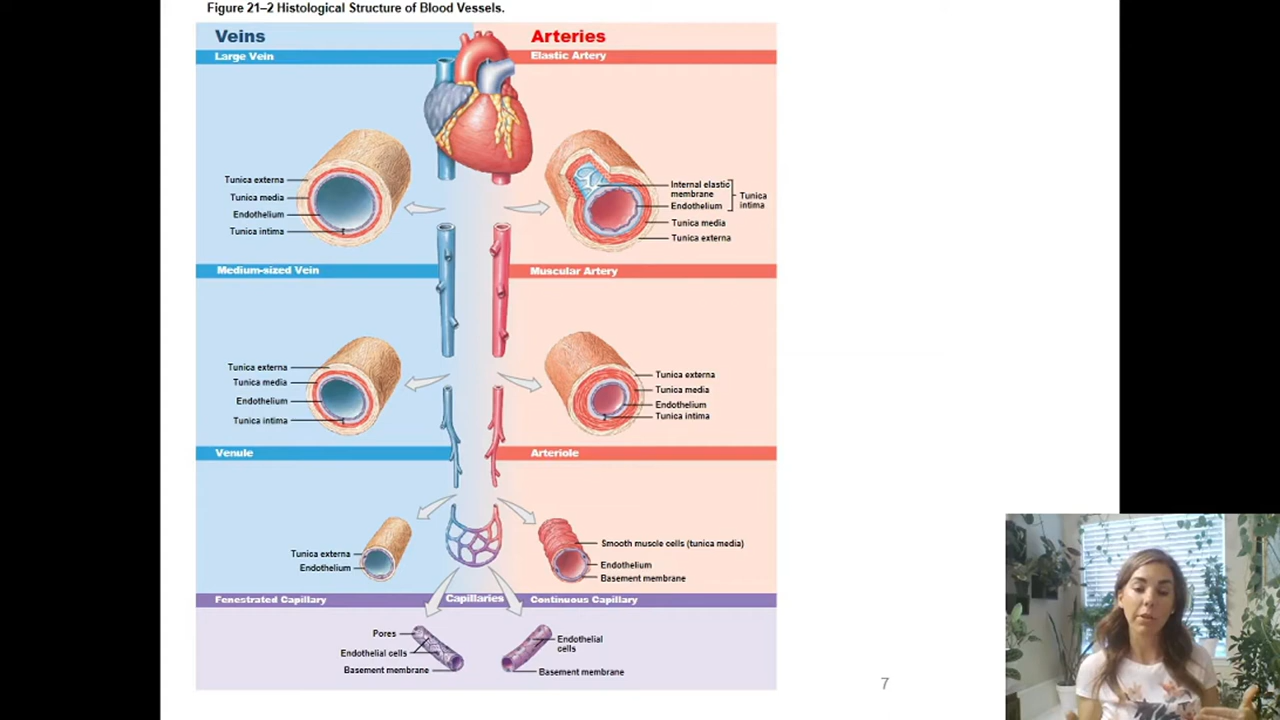 Figure 21–2 Histological Structure of Blood Vessels.
Veins
Arteries
Large Vein
Elastic Artery
Tunica externa
Tunica media
Endothelium
Tunica intima
Internal elastic
membrane
Endothelium
Tunica
intima
Tunica media
Tunica externa
Medium-sized Vein
Muscular Artery
Tunica externa
Tunica media
Endothelium
Tunica intima
Tunica externa
Tunica media
Endothelium
Tunica intima
Venule
Arteriole
Tunica externa
Endothelium
Smooth muscle cells (tunica media)
Endothelium
Basement membrane
Fenestrated Capillary
Capillaries
Continuous Capillary
Pores
Endothelial cells
Basement membrane
Endothelial
cells
Basement membrane
7